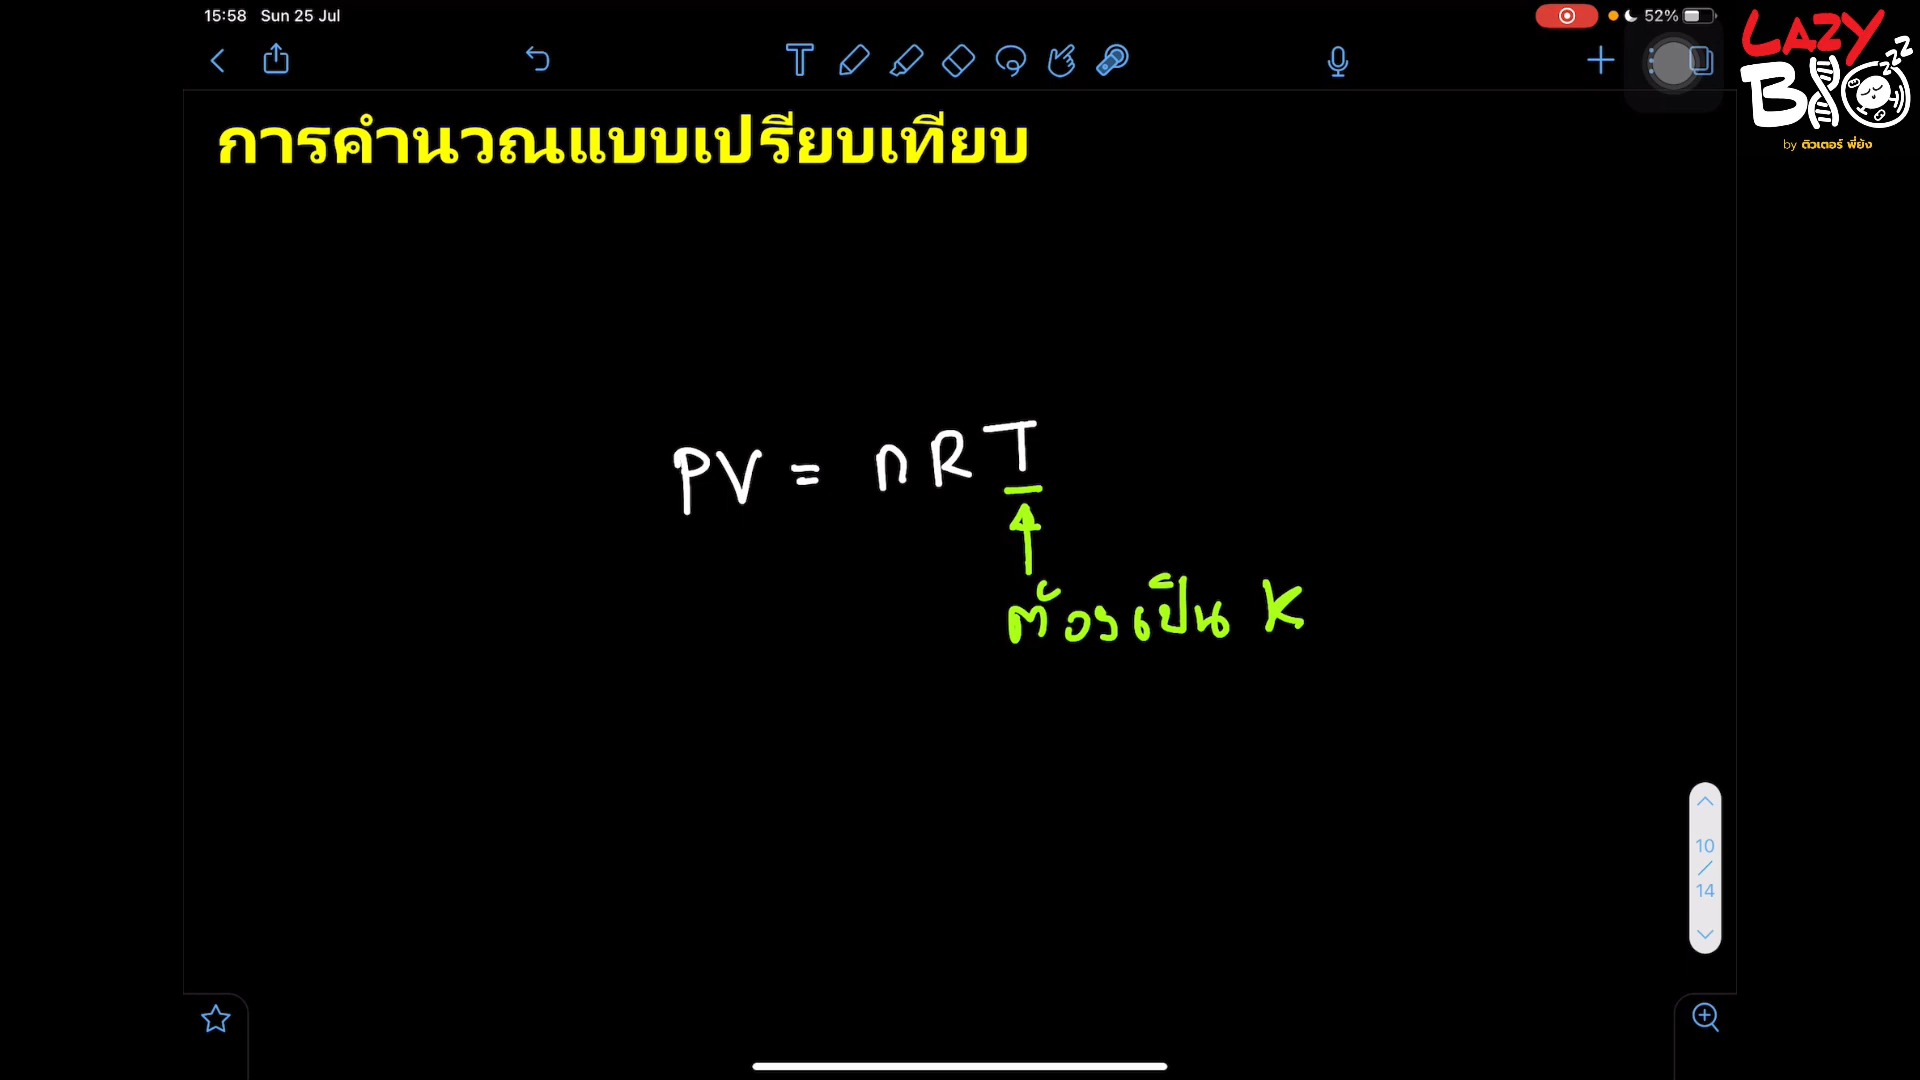 15:58 Sun 25 Jul
52%
LAZY
BIO zzz
by ติวเตอร์ พี่ยัง
การคำนวณแบบเปรียบเทียบ
PV = nRT
ต้องเป็น K
10
/
14